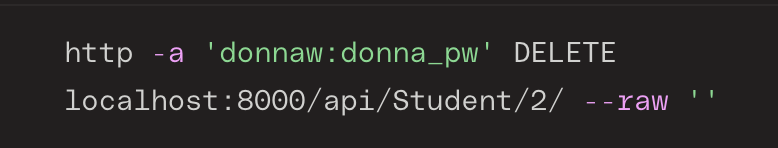 http -a 'donnaw:donna_pw' DELETE
localhost:8000/api/Student/2/ --raw ''